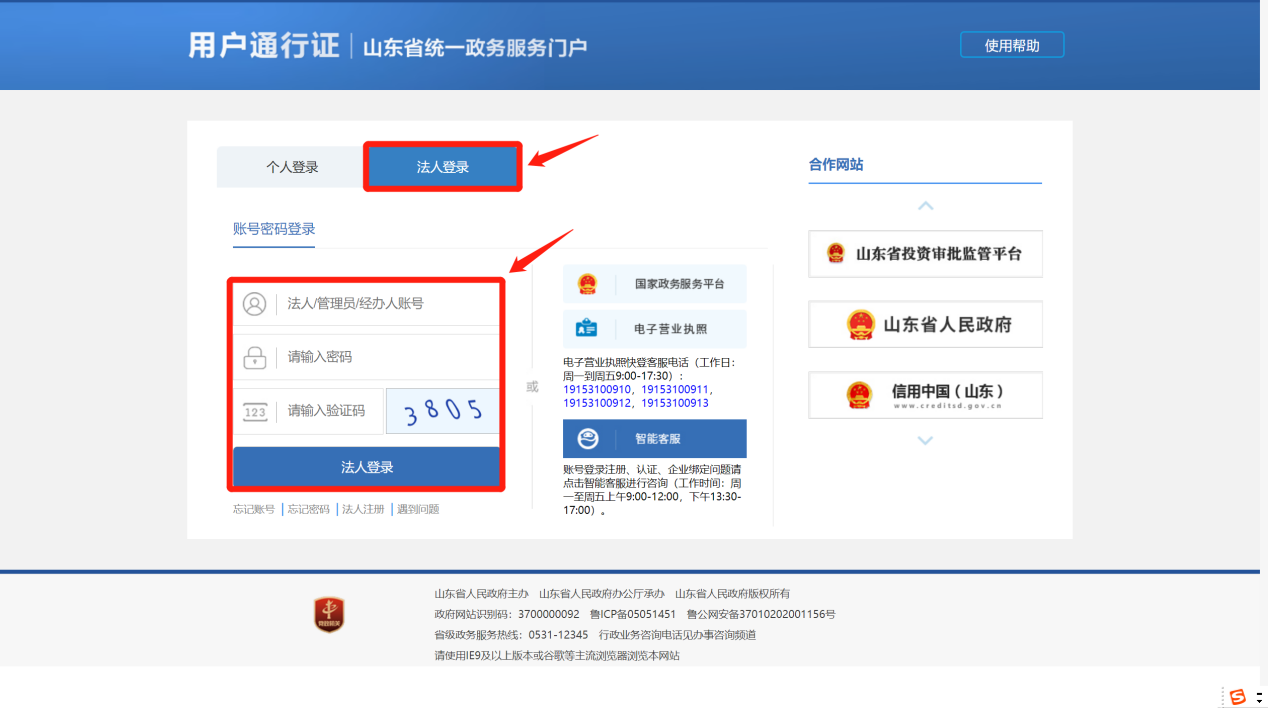 用户通行证
山东省统一政务服务门户
使用帮助
个人登录
法人登录
合作网站
账号密码登录
法人/管理员/经办人账号
请输入密码
123
请输入验证码
3805
法人登录
忘记账号
忘记密码
法人注册
遇到问题
或
国家政务服务平台
电子营业执照
电子营业执照快登客服电话（工作日：
周一到周五9:00-17:30）：
19153100910，19153100911，
19153100912，19153100913
智能客服
账号登录注册、认证、企业绑定问题请
点击智能客服进行咨询（工作时间：周
一至周五上午9:00-12:00，下午13:30-
17:00）。
山东省投资审批监管平台
山东省人民政府
信用中国（山东）
www.creditsd.gov.cn
党政机关
山东省人民政府主办 山东省人民政府办公厅承办 山东省人民政府版权所有
政府网站识别码：3700000092 鲁ICP备05051451 鲁公网安备37010202001156号
省级政务服务热线：0531-12345 行政业务咨询电话见办事咨询频道
请使用IE9及以上版本或谷歌等主流浏览器浏览本网站